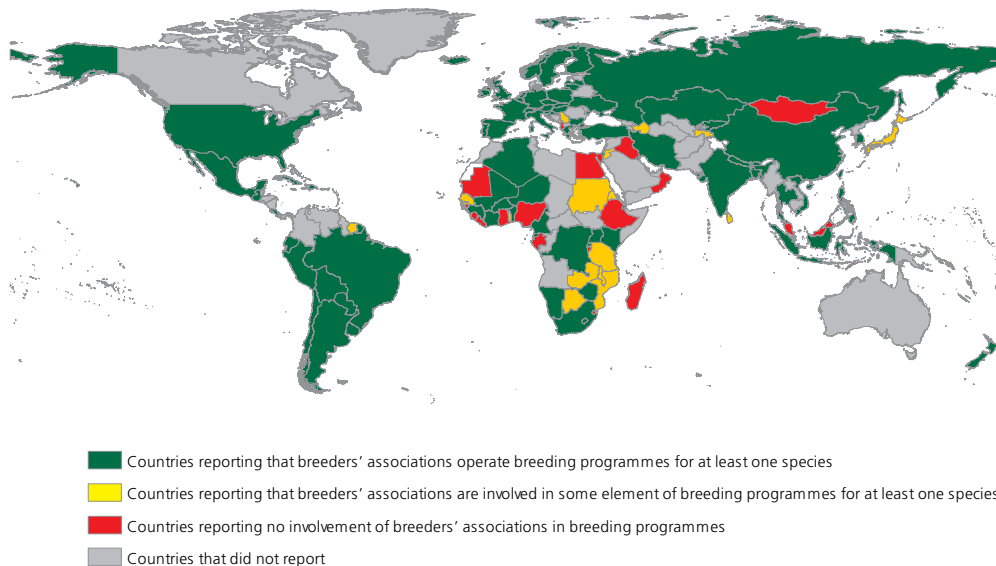 Countries reporting that breeders’ associations operate breeding programmes for at least one species
Countries reporting that breeders’ associations are involved in some element of breeding programmes for at least one species
Countries reporting no involvement of breeders’ associations in breeding programmes
Countries that did not report